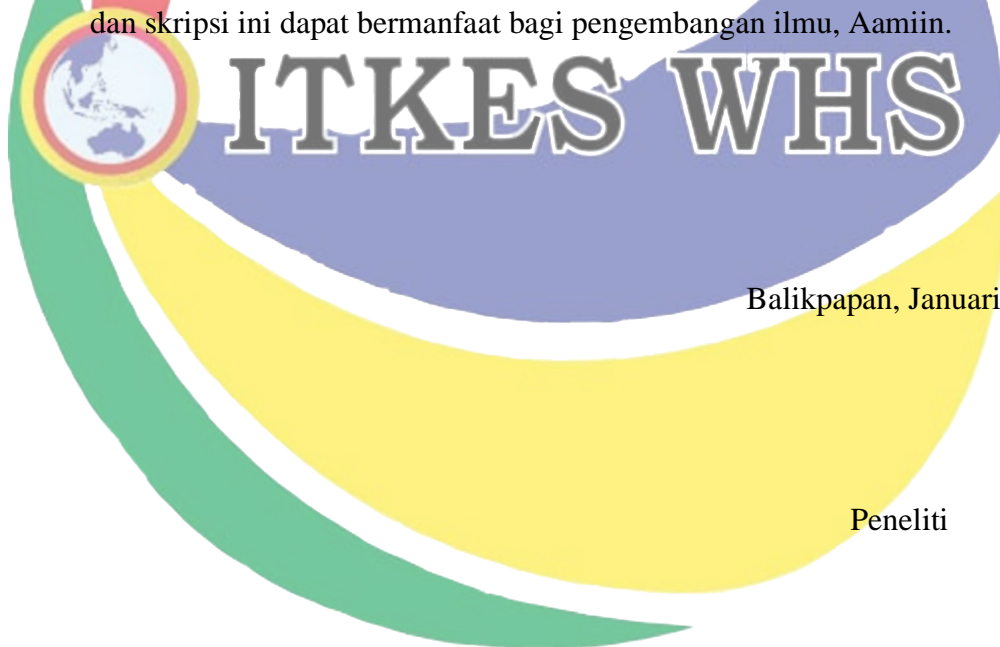 dan skripsi ini dapat bermanfaat bagi pengembangan ilmu, Aamiin.
ITKES WHS
Balikpapan, Januari
Peneliti